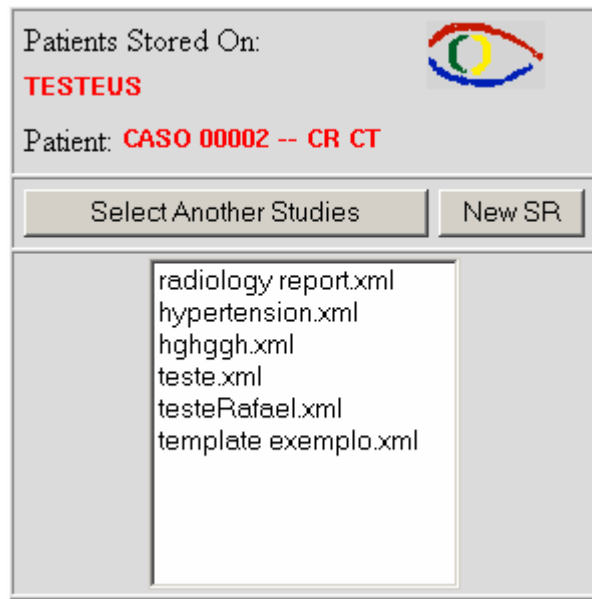 Patients Stored On:
TESTEUS
Patient: CASO 00002 -- CR CT
Select Another Studies
New SR
radiology report.xml
hypertension.xml
hghggh.xml
teste.xml
testeRafael.xml
template exemplo.xml